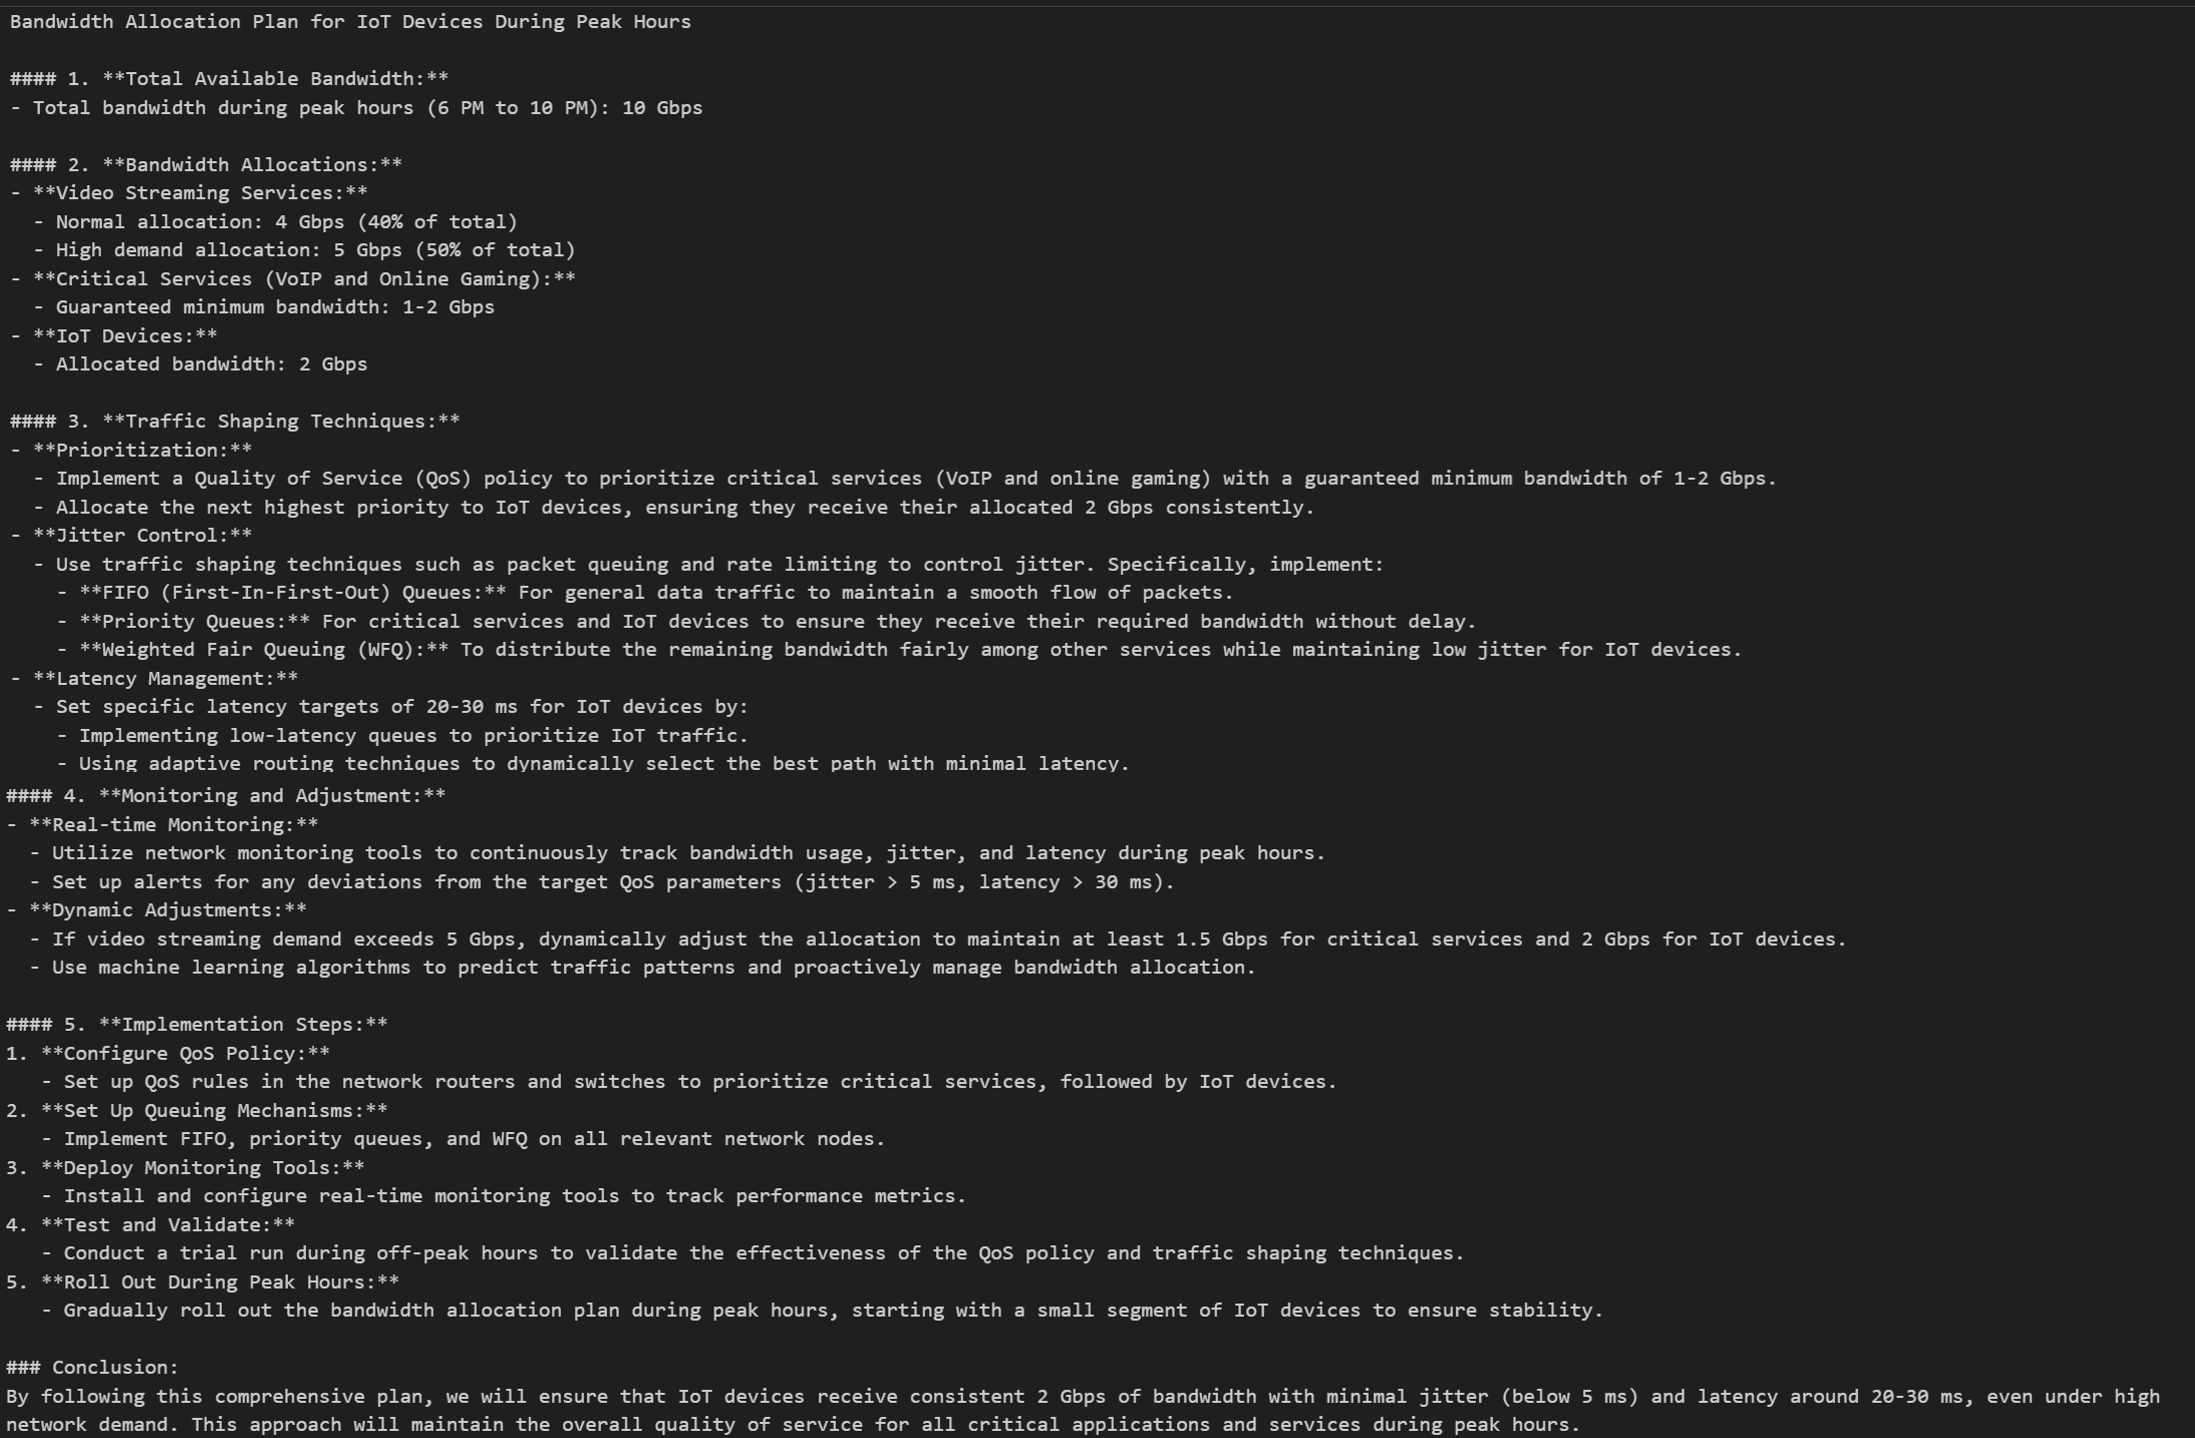 Bandwidth Allocation Plan for IoT Devices During Peak Hours
#### 1. **Total Available Bandwidth:**
- Total bandwidth during peak hours (6 PM to 10 PM): 10 Gbps
#### 2. **Bandwidth Allocations:**
- **Video Streaming Services:**
  - Normal allocation: 4 Gbps (40% of total)
  - High demand allocation: 5 Gbps (50% of total)
- **Critical Services (VoIP and Online Gaming):**
  - Guaranteed minimum bandwidth: 1-2 Gbps
- **IoT Devices:**
  - Allocated bandwidth: 2 Gbps
#### 3. **Traffic Shaping Techniques:**
- **Prioritization:**
  - Implement a Quality of Service (QoS) policy to prioritize critical services (VoIP and online gaming) with a guaranteed minimum bandwidth of 1-2 Gbps.
  - Allocate the next highest priority to IoT devices, ensuring they receive their allocated 2 Gbps consistently.
- **Jitter Control:**
  - Use traffic shaping techniques such as packet queuing and rate limiting to control jitter. Specifically, implement:
    - **FIFO (First-In-First-Out) Queues:** For general data traffic to maintain a smooth flow of packets.
    - **Priority Queues:** For critical services and IoT devices to ensure they receive their required bandwidth without delay.
    - **Weighted Fair Queuing (WFQ):** To distribute the remaining bandwidth fairly among other services while maintaining low jitter for IoT devices.
- **Latency Management:**
  - Set specific latency targets of 20-30 ms for IoT devices by:
    - Implementing low-latency queues to prioritize IoT traffic.
    - Using adaptive routing techniques to dynamically select the best path with minimal latency.
#### 4. **Monitoring and Adjustment:**
- **Real-time Monitoring:**
  - Utilize network monitoring tools to continuously track bandwidth usage, jitter, and latency during peak hours.
  - Set up alerts for any deviations from the target QoS parameters (jitter > 5 ms, latency > 30 ms).
- **Dynamic Adjustments:**
  - If video streaming demand exceeds 5 Gbps, dynamically adjust the allocation to maintain at least 1.5 Gbps for critical services and 2 Gbps for IoT devices.
  - Use machine learning algorithms to predict traffic patterns and proactively manage bandwidth allocation.
#### 5. **Implementation Steps:**
1. **Configure QoS Policy:**
   - Set up QoS rules in the network routers and switches to prioritize critical services, followed by IoT devices.
2. **Set Up Queuing Mechanisms:**
   - Implement FIFO, priority queues, and WFQ on all relevant network nodes.
3. **Deploy Monitoring Tools:**
   - Install and configure real-time monitoring tools to track performance metrics.
4. **Test and Validate:**
   - Conduct a trial run during off-peak hours to validate the effectiveness of the QoS policy and traffic shaping techniques.
5. **Roll Out During Peak Hours:**
   - Gradually roll out the bandwidth allocation plan during peak hours, starting with a small segment of IoT devices to ensure stability.
### Conclusion:
By following this comprehensive plan, we will ensure that IoT devices receive consistent 2 Gbps of bandwidth with minimal jitter (below 5 ms) and latency around 20-30 ms, even under high
network demand. This approach will maintain the overall quality of service for all critical applications and services during peak hours.